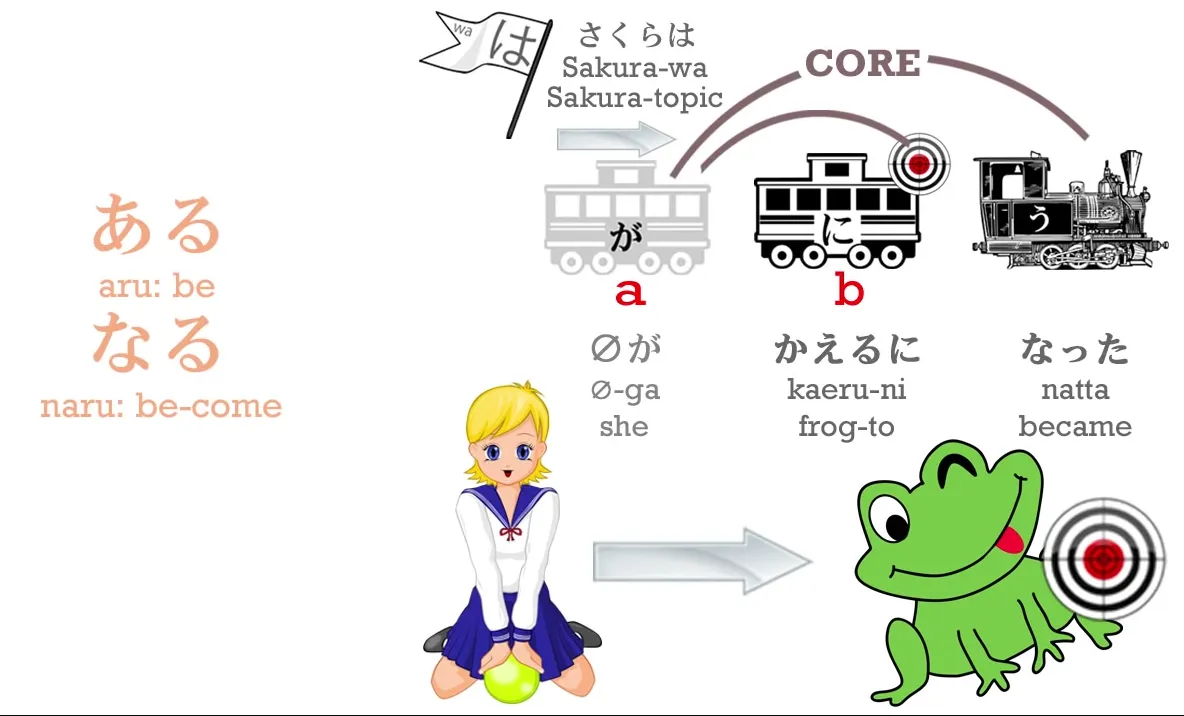 wa
は
さくらは
Sakura-wa
Sakura-topic
CORE
が
に
う
a
b
ある
aru: be
なる
naru: be-come
∅が
∅-ga
she
かえるに
kaeru-ni
frog-to
なった
natta
became